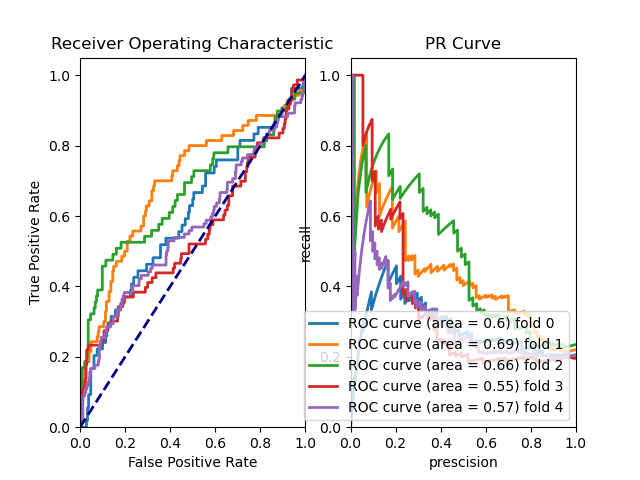 Receiver Operating Characteristic
PR Curve
1.0
0.8
0.6
0.4
0.2
0.0
True Positive Rate
0.0 0.2 0.4 0.6 0.8 1.0
False Positive Rate
1.0
0.8
0.6
0.4
0.2
0.0
recall
0.0 0.2 0.4 0.6 0.8 1.0
prescision
ROC curve (area = 0.6) fold 0
ROC curve (area = 0.69) fold 1
ROC curve (area = 0.66) fold 2
ROC curve (area = 0.55) fold 3
ROC curve (area = 0.57) fold 4